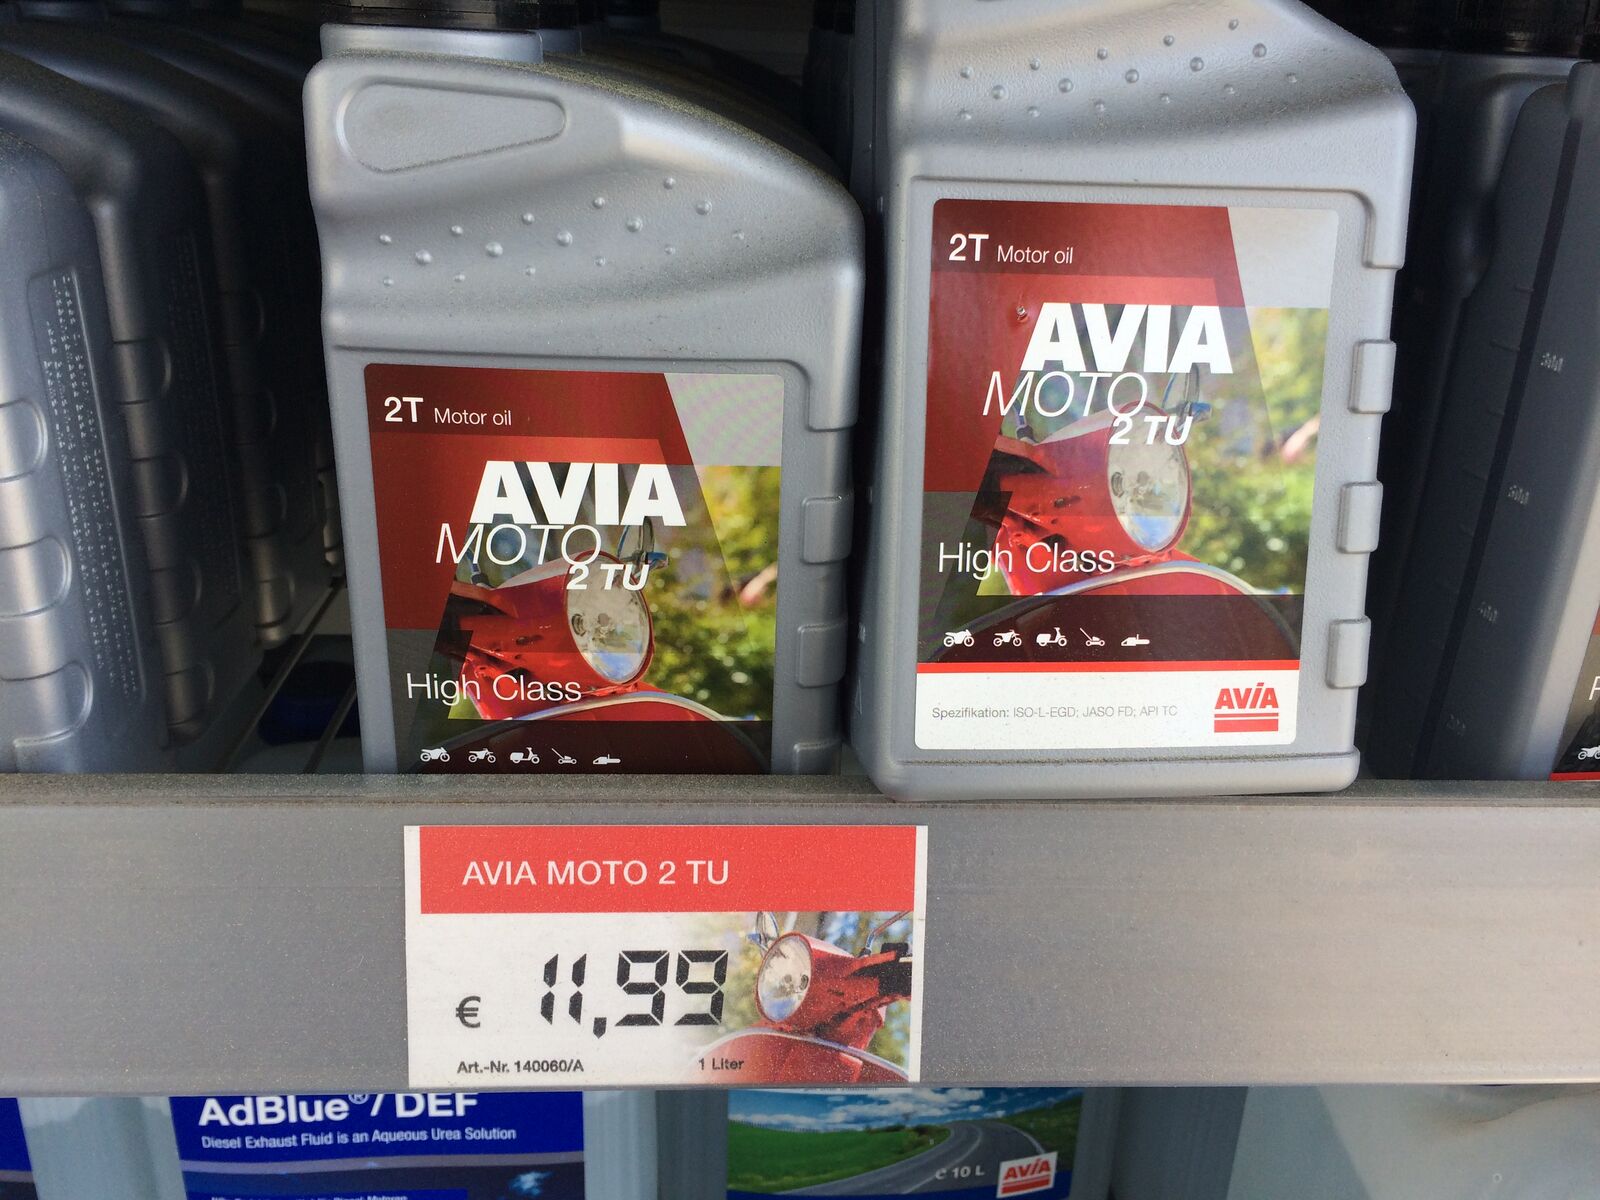 2T Motor oil
AVIA
MOTO
2 TU
High Class
2T Motor oil
AVIA
MOTO
2 TU
High Class
Spezifikation: ISO-L-EGD; JASO FD; API TC
AVIA
AVIA MOTO 2 TU
€ 11,99
Art.-Nr. 140060/A 1 Liter
AdBlue® / DEF
Diesel Exhaust Fluid is an Aqueous Urea Solution
e 10 L AVIA